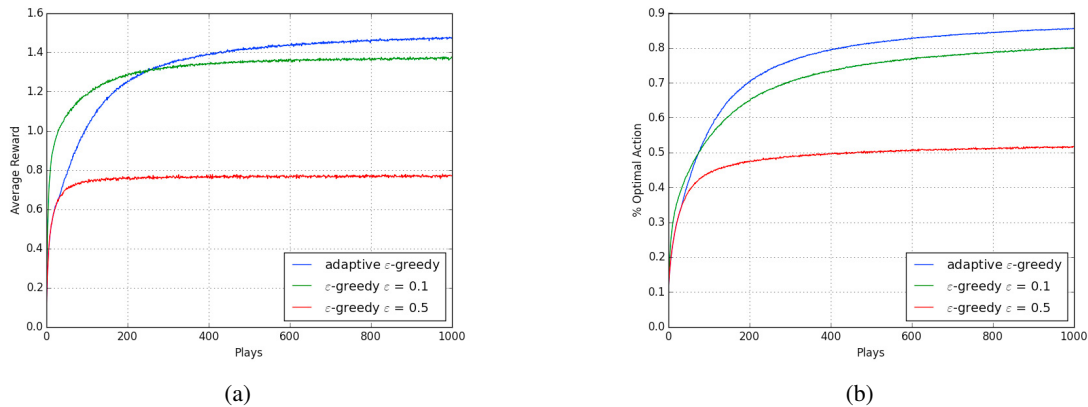 1.6
1.4
1.2
1.0
0.8
0.6
0.4
0.2
0.0
Average Reward
0 200 400 600 800 1000
Plays
adaptive ε-greedy
ε-greedy ε = 0.1
ε-greedy ε = 0.5
(a)
0.9
0.8
0.7
0.6
0.5
0.4
0.3
0.2
0.1
0.0
% Optimal Action
0 200 400 600 800 1000
Plays
adaptive ε-greedy
ε-greedy ε = 0.1
ε-greedy ε = 0.5
(b)